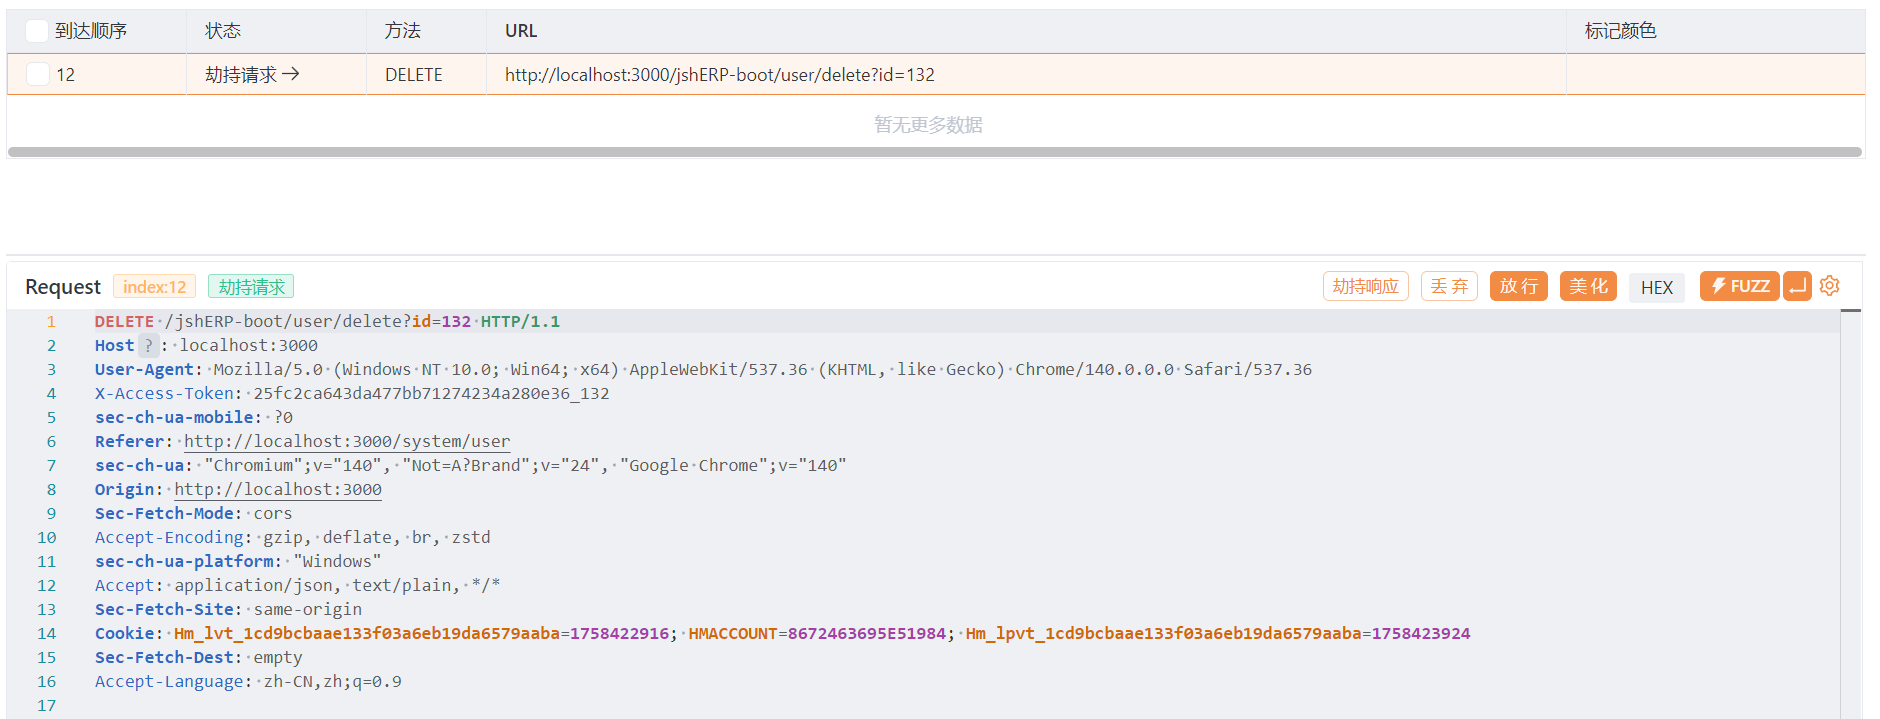 到达顺序 状态 方法 URL 标记颜色
12 劫持请求 → DELETE http://localhost:3000/jshERP-boot/user/delete?id=132
暂无更多数据
Request index:12 劫持请求 劫持响应 丢 弃 放 行 美 化 HEX FUZZ
1 DELETE /jshERP-boot/user/delete?id=132 HTTP/1.1
2 Host ? : localhost:3000
3 User-Agent: Mozilla/5.0 (Windows NT 10.0; Win64; x64) AppleWebKit/537.36 (KHTML, like Gecko) Chrome/140.0.0.0 Safari/537.36
4 X-Access-Token: 25fc2ca643da477bb71274234a280e36_132
5 sec-ch-ua-mobile: ?0
6 Referer: http://localhost:3000/system/user
7 sec-ch-ua: "Chromium";v="140", "Not=A?Brand";v="24", "Google Chrome";v="140"
8 Origin: http://localhost:3000
9 Sec-Fetch-Mode: cors
10 Accept-Encoding: gzip, deflate, br, zstd
11 sec-ch-ua-platform: "Windows"
12 Accept: application/json, text/plain, */*
13 Sec-Fetch-Site: same-origin
14 Cookie: Hm_lvt_1cd9bcbaae133f03a6eb19da6579aaba=1758422916; HMACCOUNT=8672463695E51984; Hm_lpvt_1cd9bcbaae133f03a6eb19da6579aaba=1758423924
15 Sec-Fetch-Dest: empty
16 Accept-Language: zh-CN,zh;q=0.9
17